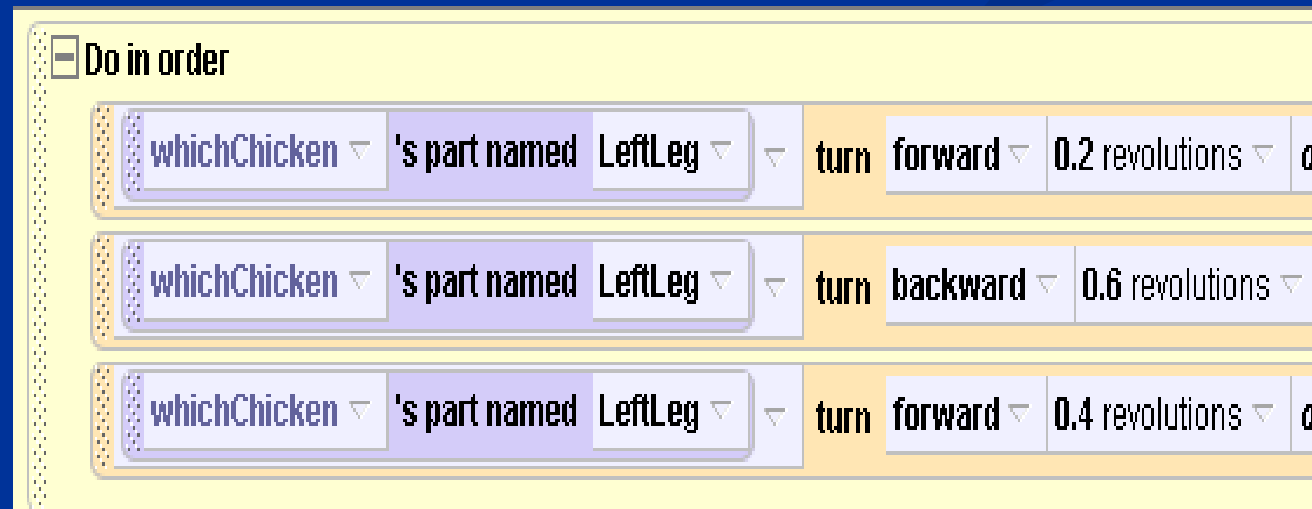 Do in order
whichChicken 's part named LeftLeg turn forward 0.2 revolutions
whichChicken 's part named LeftLeg turn backward 0.6 revolutions
whichChicken 's part named LeftLeg turn forward 0.4 revolutions